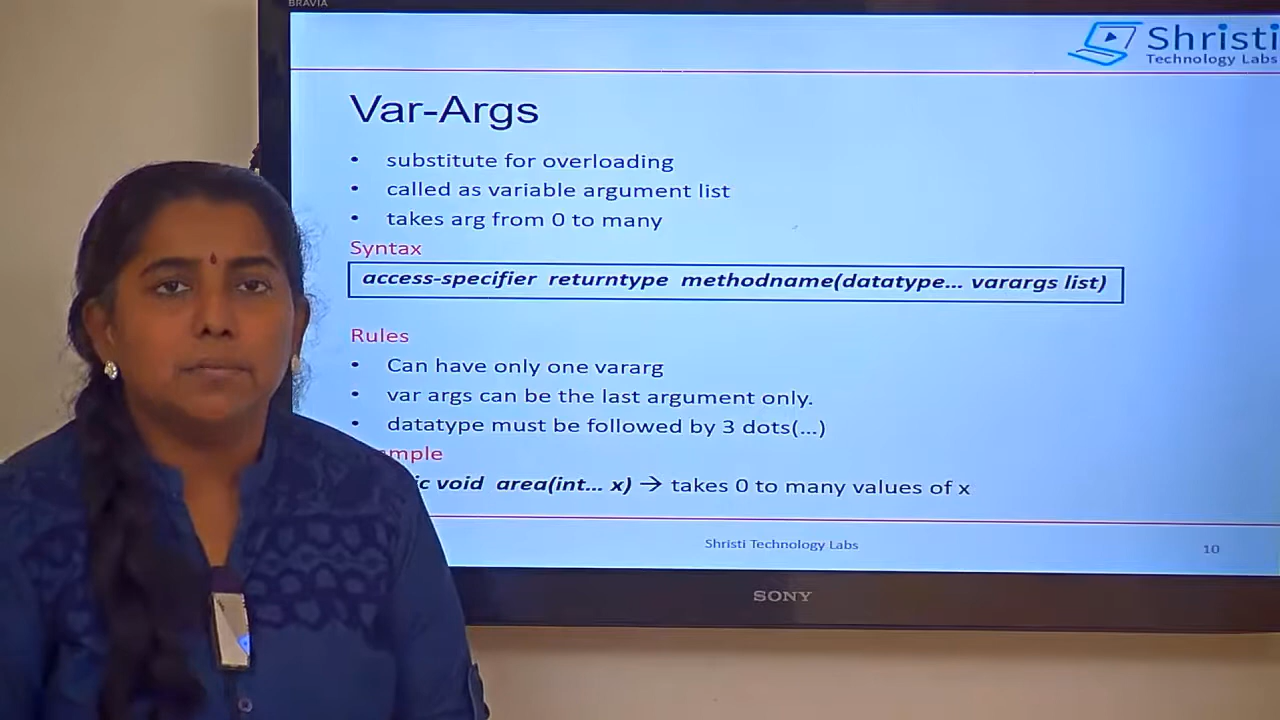 BRAVIA
Shristi
Technology Labs
Var-Args
• substitute for overloading
• called as variable argument list
• takes arg from 0 to many
Syntax
access-specifier returntype methodname(datatype... varargs list)
Rules
• Can have only one vararg
• var args can be the last argument only.
• datatype must be followed by 3 dots(...)
mple
ic void area(int... x) → takes 0 to many values of x
Shristi Technology Labs
10
SONY